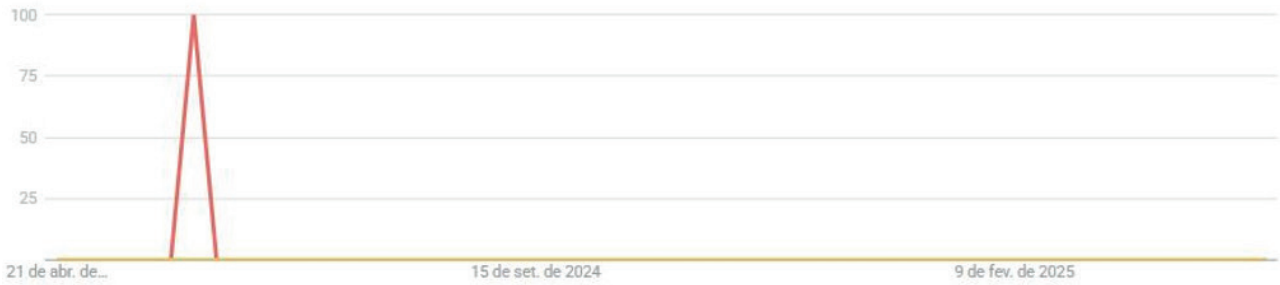 100
75
50
25
21 de abr. de...
15 de set. de 2024
9 de fev. de 2025